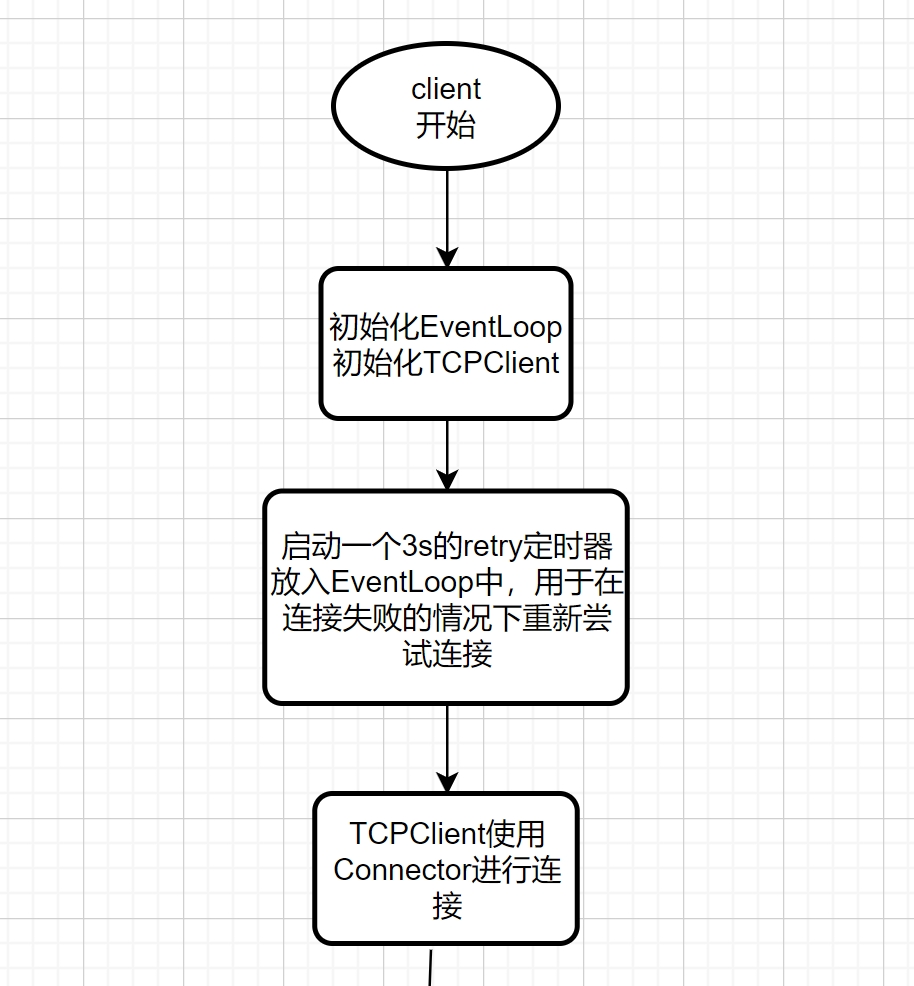 client
开始
初始化EventLoop
初始化TCPClient
启动一个3s的retry定时器
放入EventLoop中，用于在
连接失败的情况下重新尝
试连接
TCPClient使用
Connector进行连
接